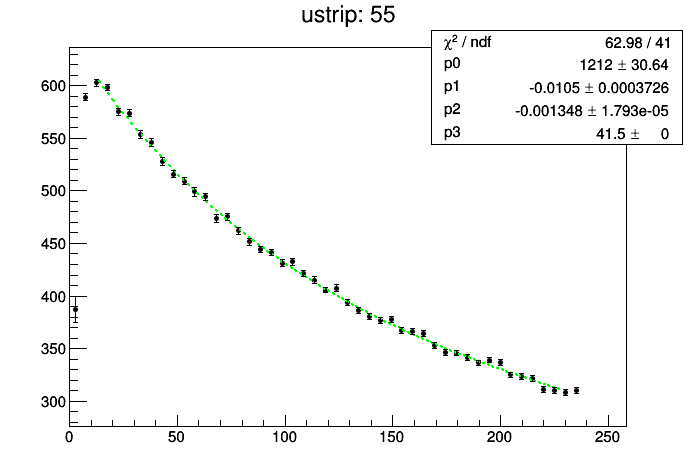 ustrip: 55
χ² / ndf 62.98 / 41
p0 1212 ± 30.64
p1 -0.0105 ± 0.0003726
p2 -0.001348 ± 1.793e-05
p3 41.5 ± 0
600
550
500
450
400
350
300
0 50 100 150 200 250